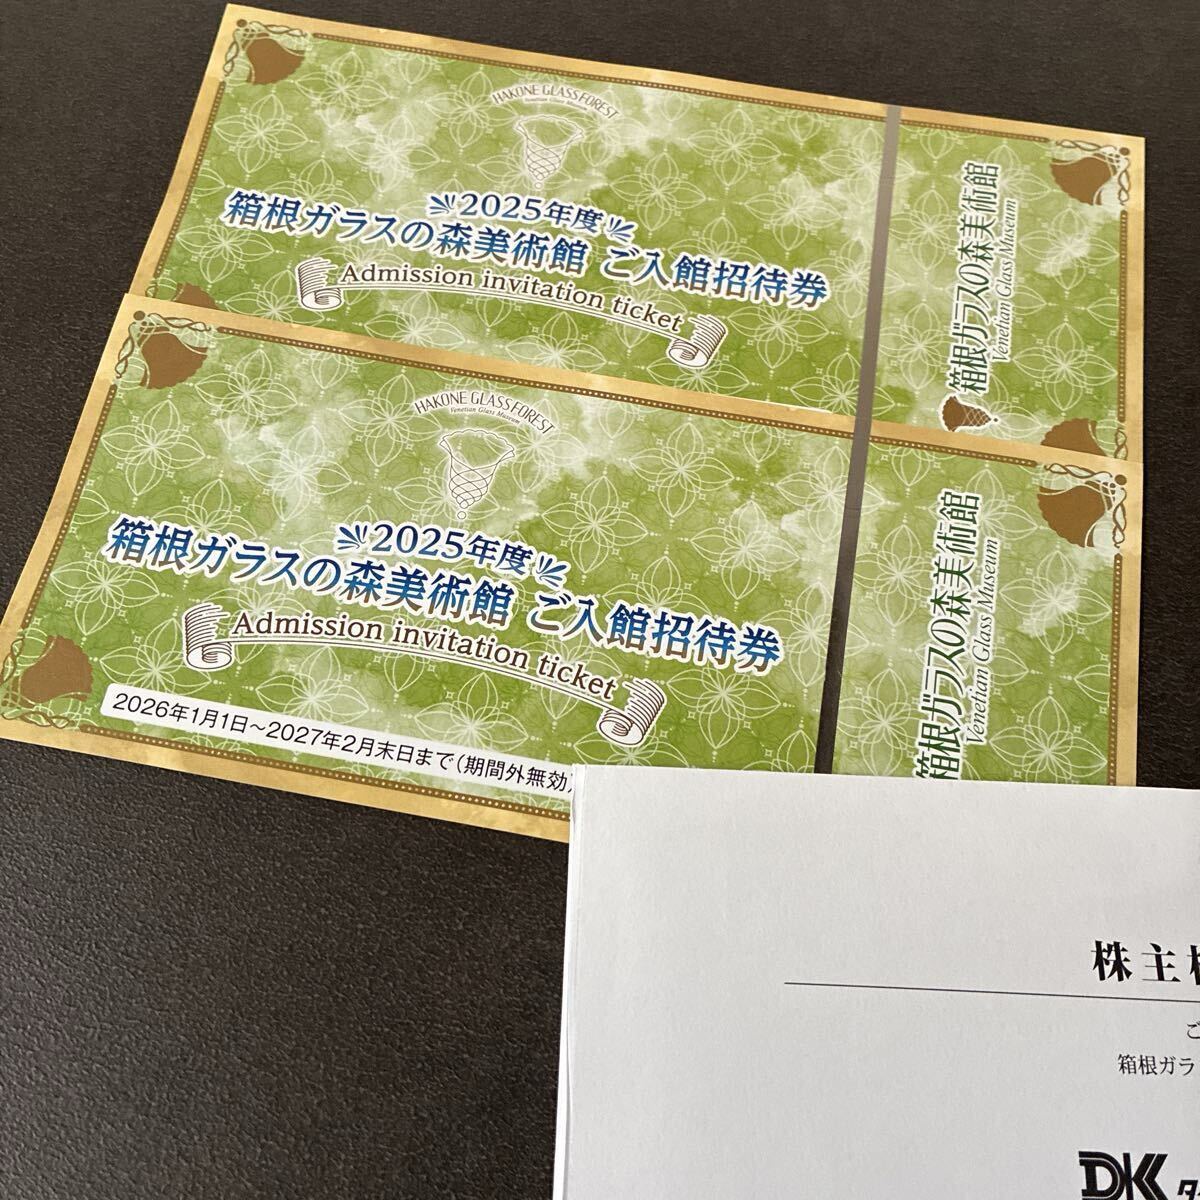 HAKONE GLASS FOREST
Venetian Glass Museum
2025年度
箱根ガラスの森美術館 ご入館招待券
Admission invitation ticket
箱根ガラスの森美術館
Venetian Glass Museum
HAKONE GLASS FOREST
Venetian Glass Museum
2025年度
箱根ガラスの森美術館 ご入館招待券
Admission invitation ticket
2026年1月1日~2027年2月末日まで(期間外無効)
箱根ガラスの森美術館
Venetian Glass Museum
株主
ご
箱根ガラ
DK